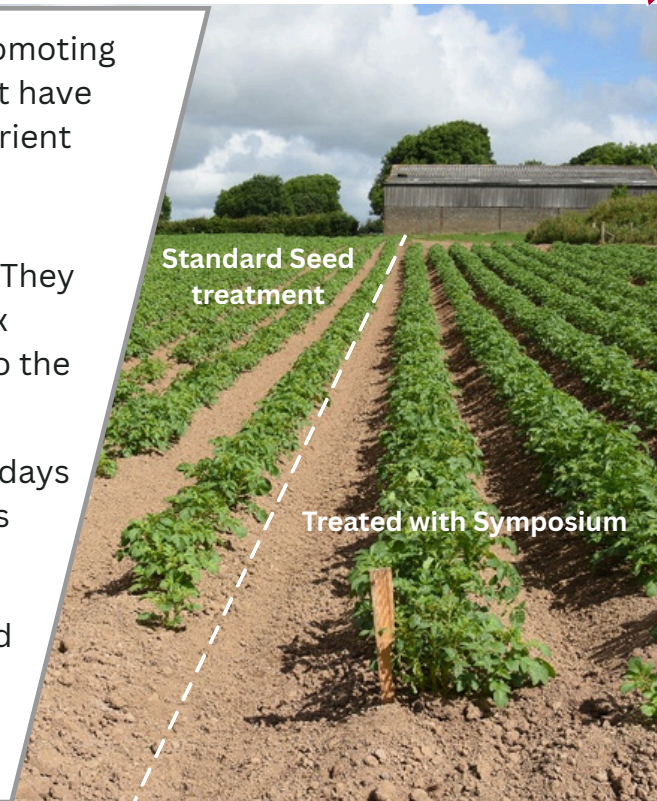 omoting
t have
rient
They
x
o the
days
s
d
Standard Seed
treatment
Treated with Symposium